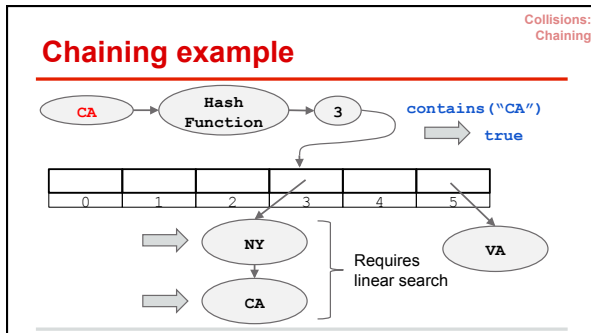 Collisions:
Chaining
Chaining example
CA
Hash
Function
3
contains(“CA”)
true
0 1 2 3 4 5
NY
VA
Requires
linear search
CA